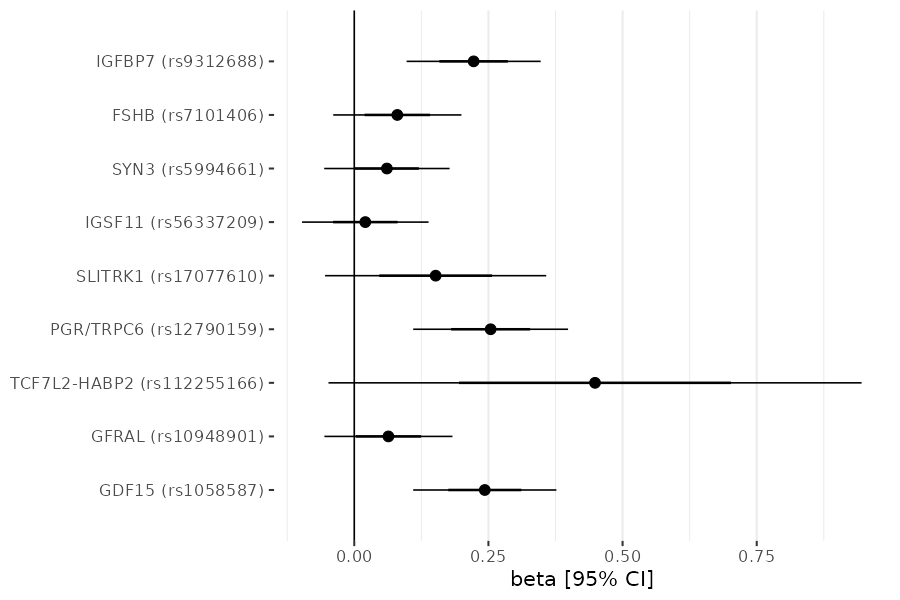 IGFBP7 (rs9312688)
FSHB (rs7101406)
SYN3 (rs5994661)
IGSF11 (rs56337209)
SLITRK1 (rs17077610)
PGR/TRPC6 (rs12790159)
TCF7L2-HABP2 (rs112255166)
GFRAL (rs10948901)
GDF15 (rs1058587)
0.00 0.25 0.50 0.75
beta [95% CI]